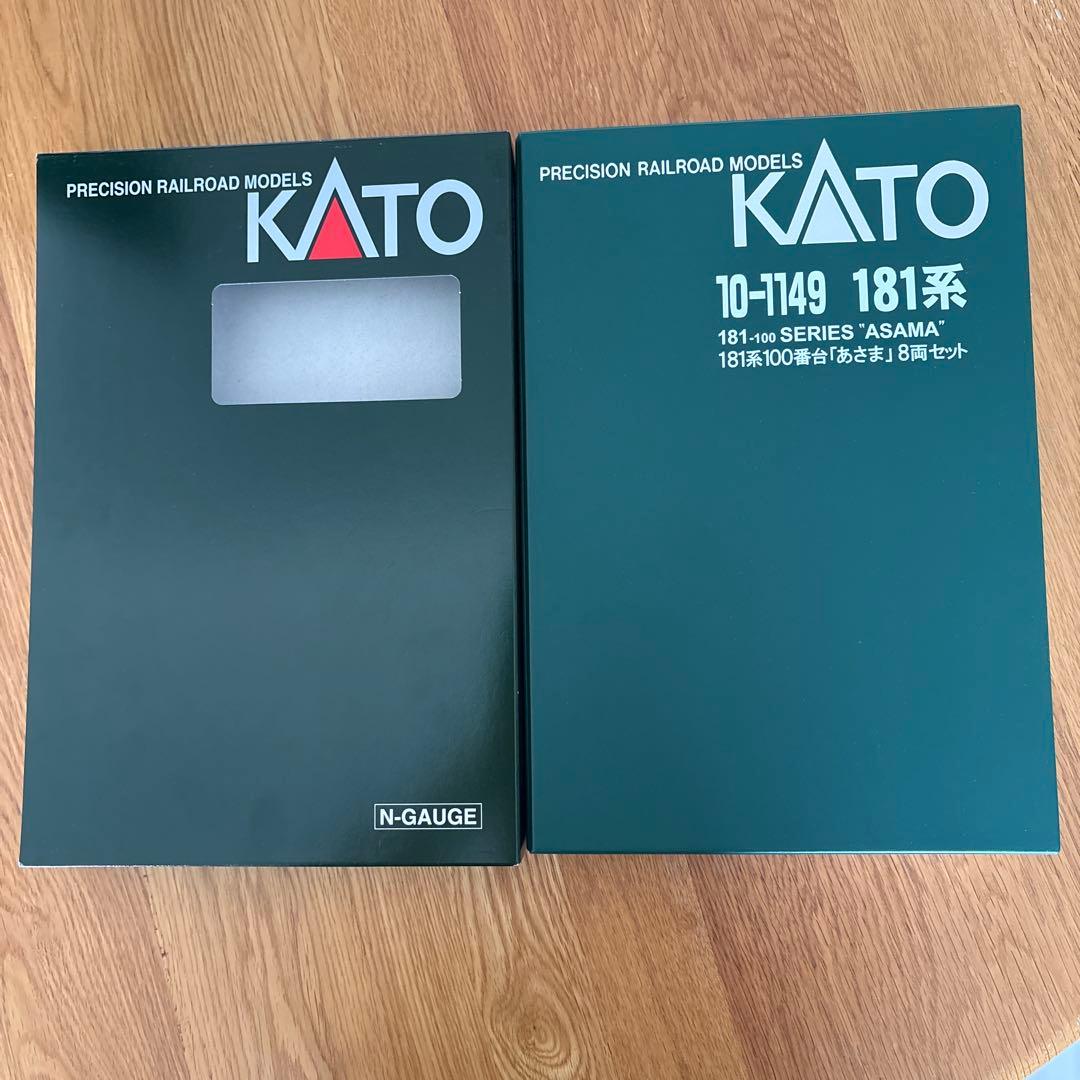 PRECISION RAILROAD MODELS
KATO
N-GAUGE
PRECISION RAILROAD MODELS
KATO
10-1149 181系
181-100 SERIES "ASAMA"
181系100番台「あさま」8両セット